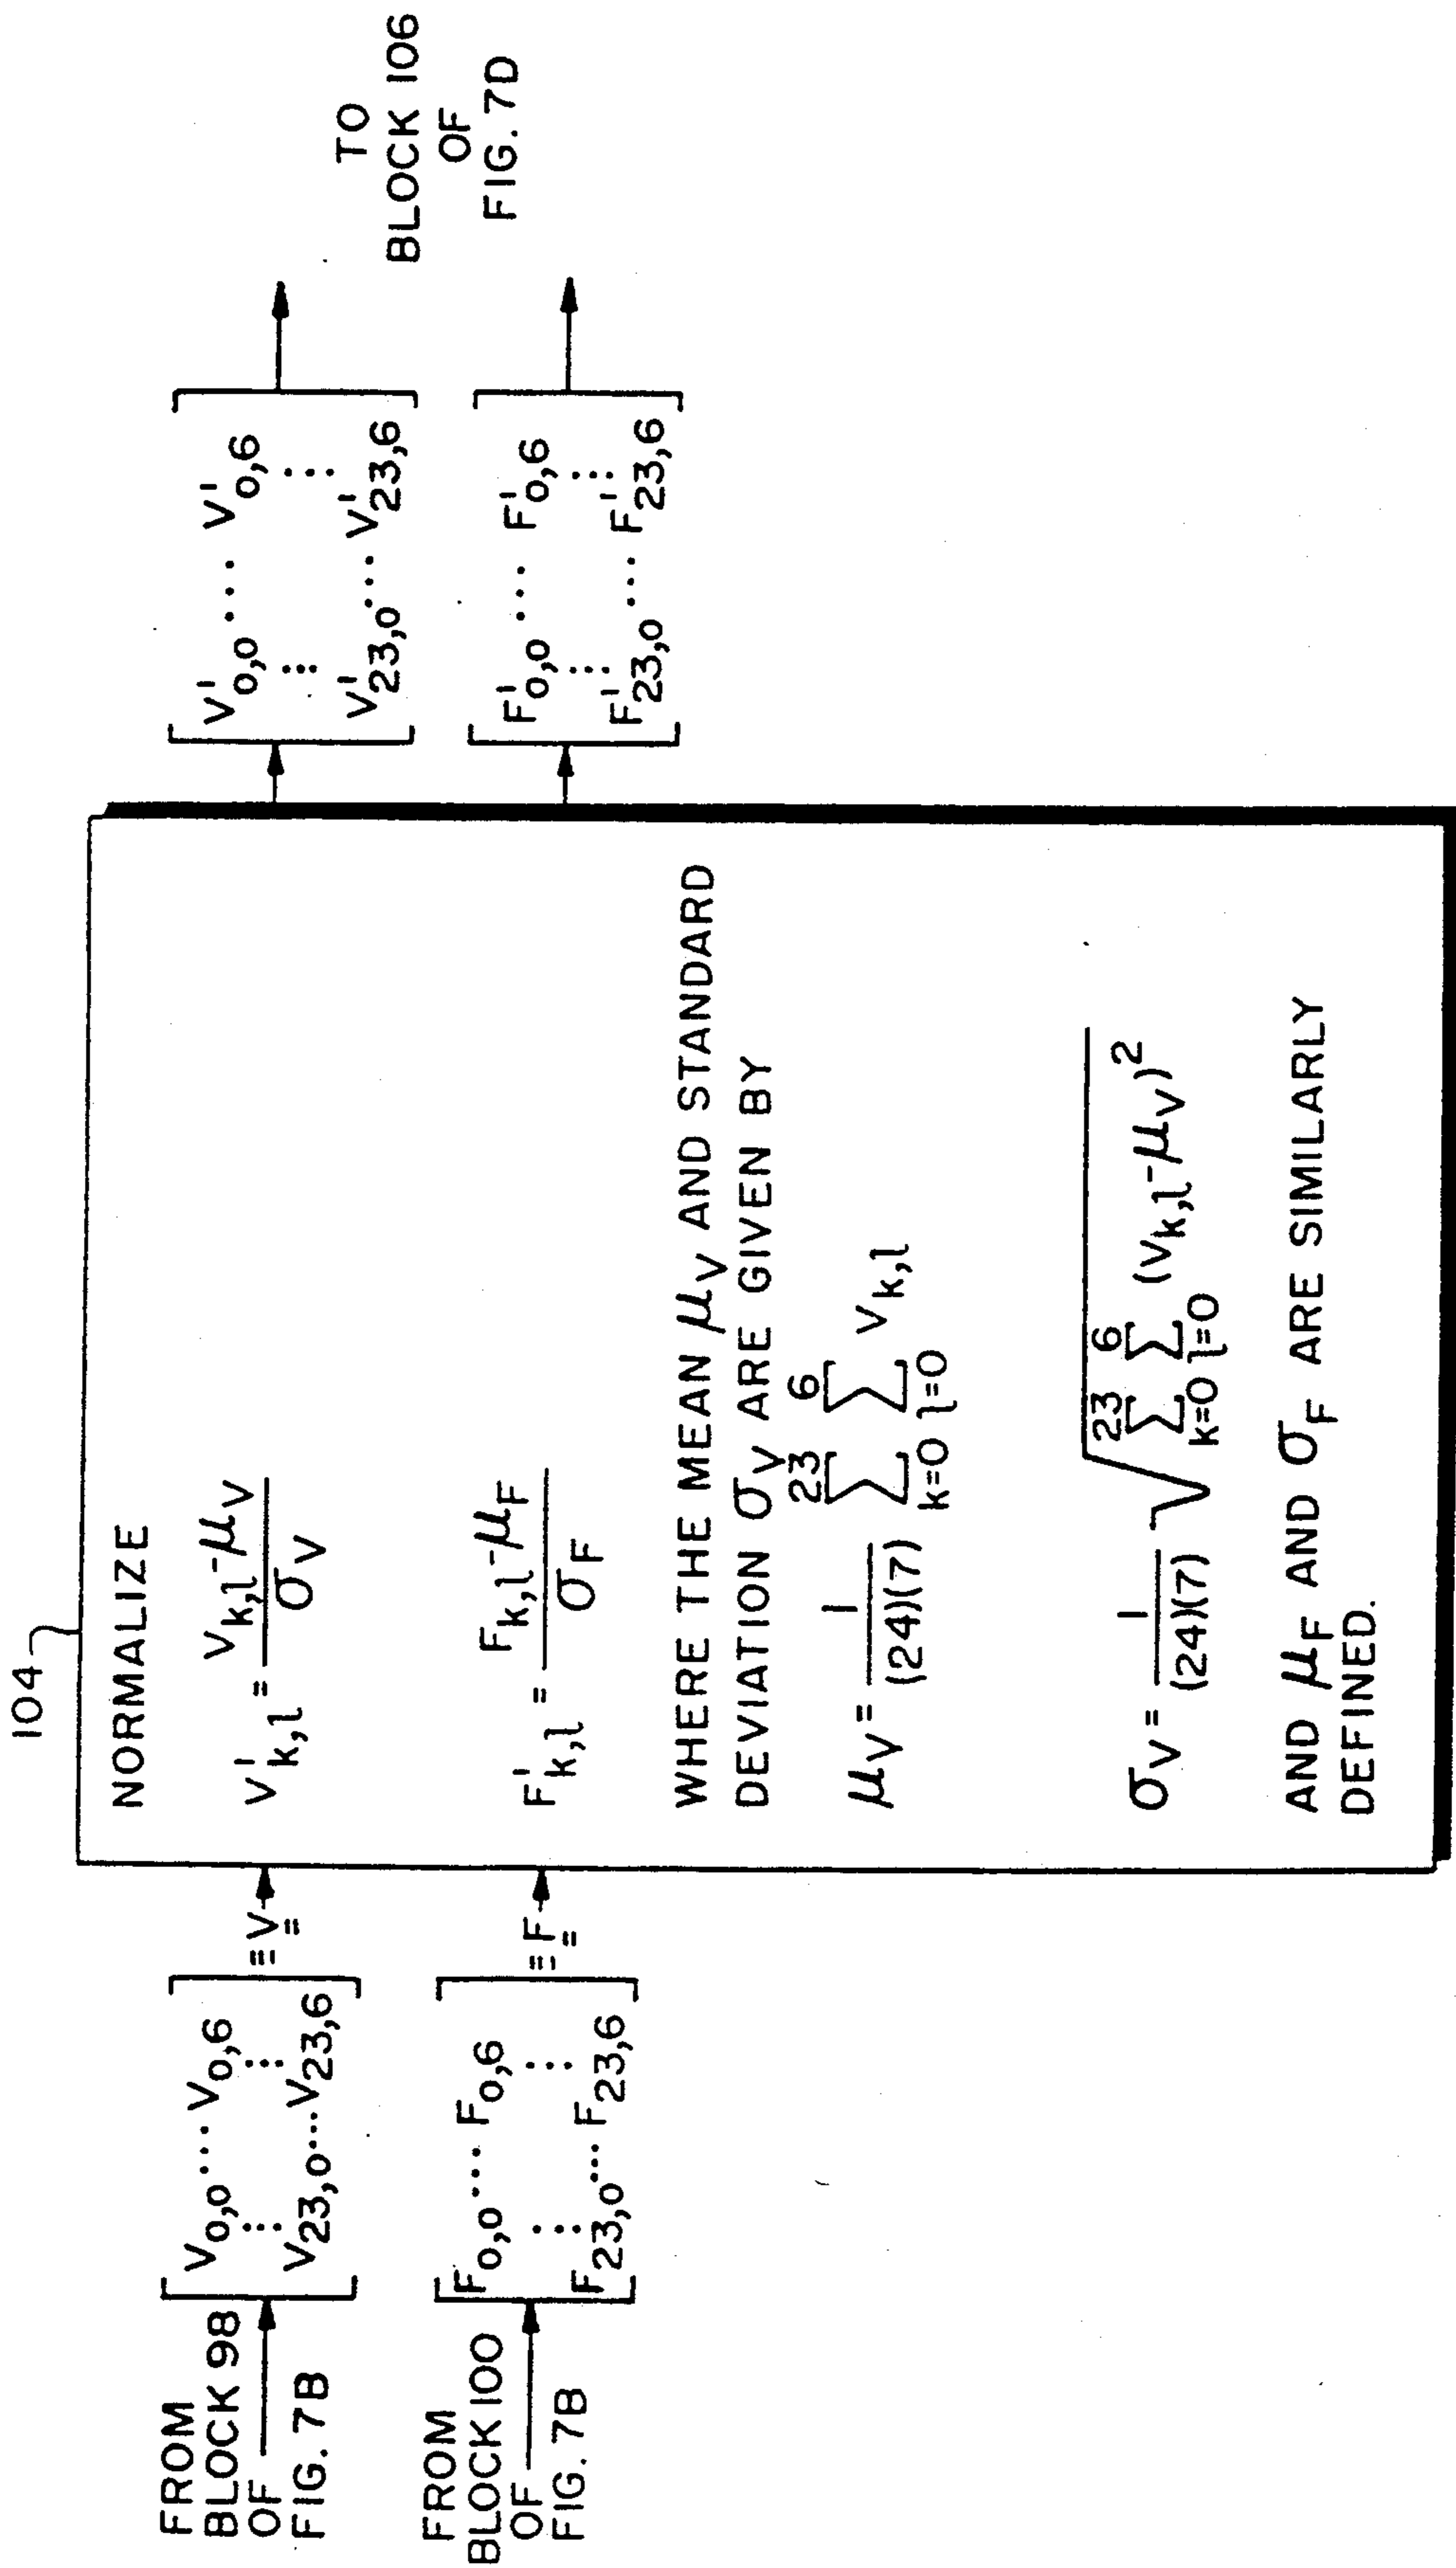 104
FROM
BLOCK 98
OF
FIG. 7B
[V0,0 ···· V0,6
⋮ ⋮
V23,0 ··· V23,6] = V
FROM
BLOCK 100
OF
FIG. 7B
[F0,0 ···· F0,6
⋮ ⋮
F23,0 ··· F23,6] = F
NORMALIZE
V'k,l = (Vk,l - μV) / σV
F'k,l = (Fk,l - μF) / σF
WHERE THE MEAN μV AND STANDARD
DEVIATION σV ARE GIVEN BY
μV = 1/(24)(7) 23∑k=0 6∑l=0 Vk,l
σV = 1/(24)(7) √ 23∑k=0 6∑l=0 (Vk,l - μV)²
AND μF AND σF ARE SIMILARLY
DEFINED.
[V'0,0 ··· V'0,6
⋮ ⋮
V'23,0 ··· V'23,6]
[F'0,0 ··· F'0,6
⋮ ⋮
F'23,0 ··· F'23,6]
TO
BLOCK 106
OF
FIG. 7D